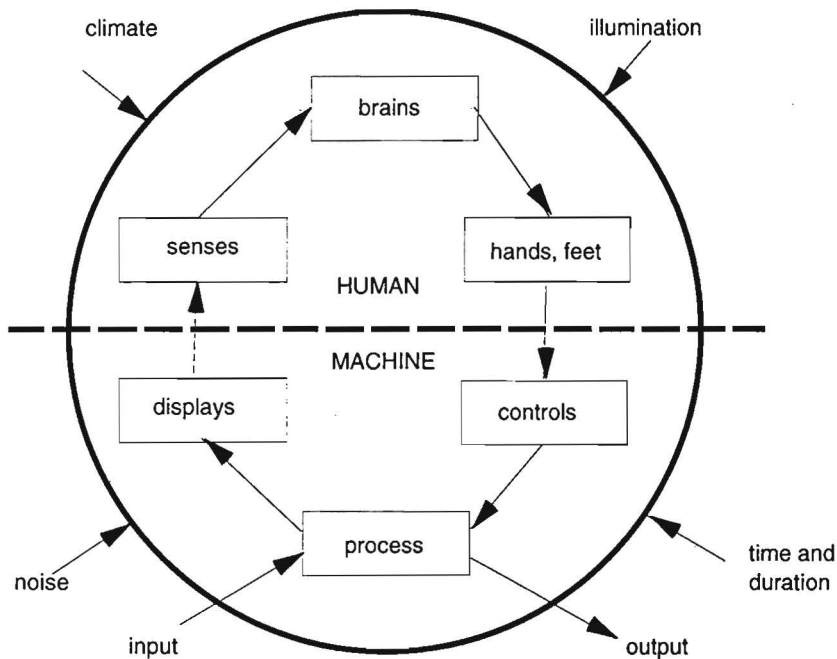 climate
illumination
brains
senses
hands, feet
HUMAN
MACHINE
displays
controls
process
noise
time and
duration
input
output